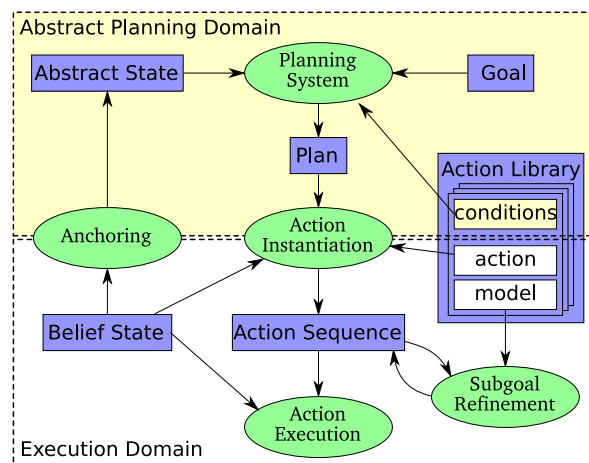 Abstract Planning Domain
Abstract State
Planning
System
Goal
Plan
Action Library
conditions
Anchoring
Action
Instantiation
action
model
Belief State
Action Sequence
Subgoal
Refinement
Action
Execution
Execution Domain